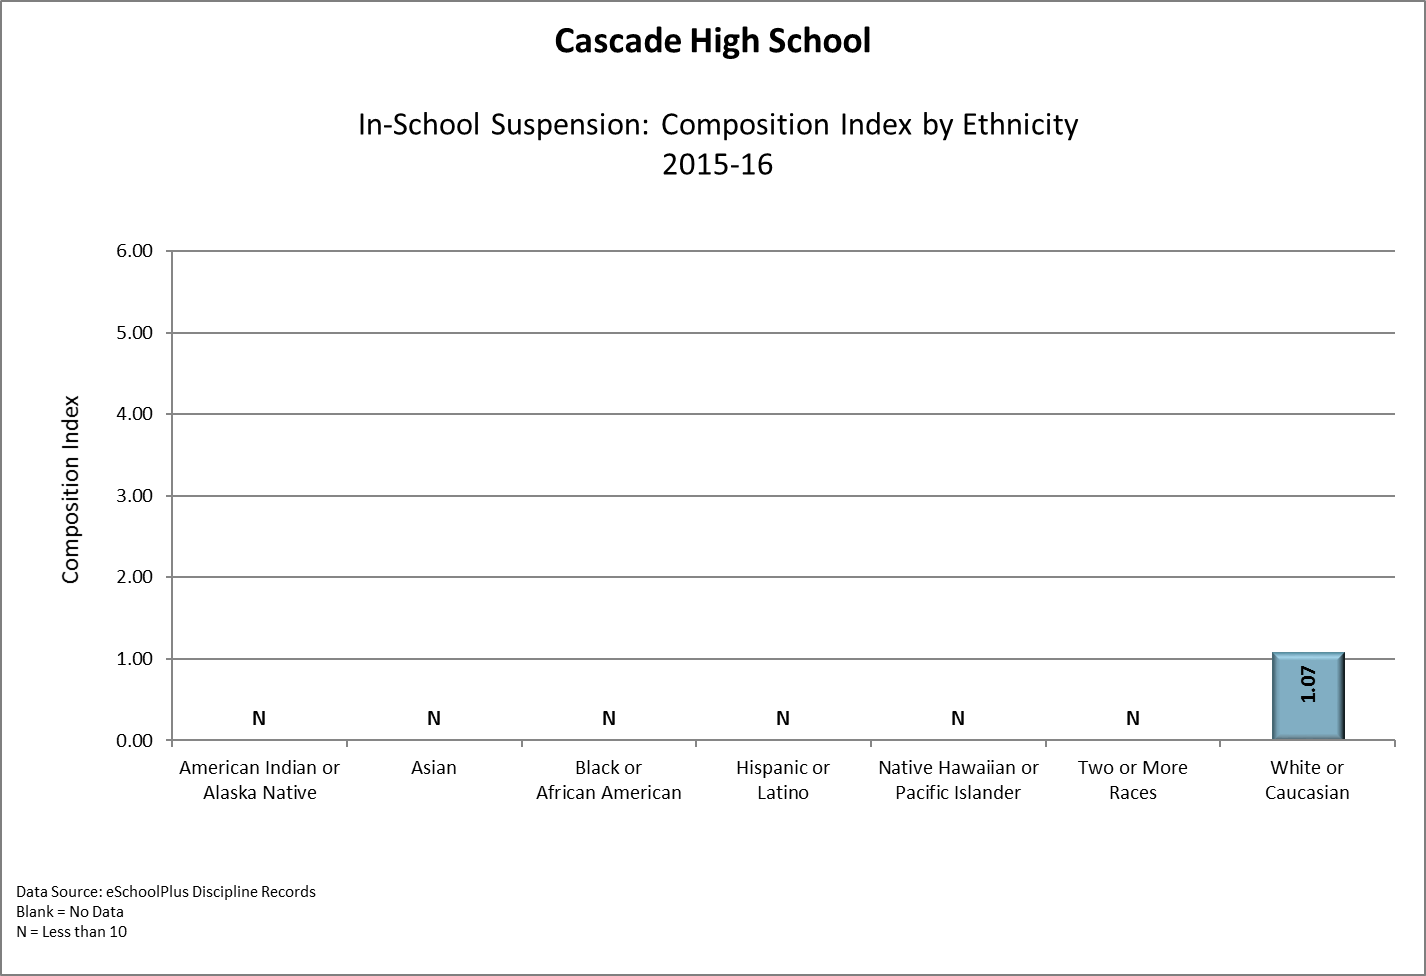 Cascade High School
In-School Suspension: Composition Index by Ethnicity
2015-16
Composition Index
6.00
5.00
4.00
3.00
2.00
1.00
0.00
N
N
N
N
N
N
1.07
American Indian or
Alaska Native
Asian
Black or
African American
Hispanic or
Latino
Native Hawaiian or
Pacific Islander
Two or More
Races
White or
Caucasian
Data Source: eSchoolPlus Discipline Records
Blank = No Data
N = Less than 10